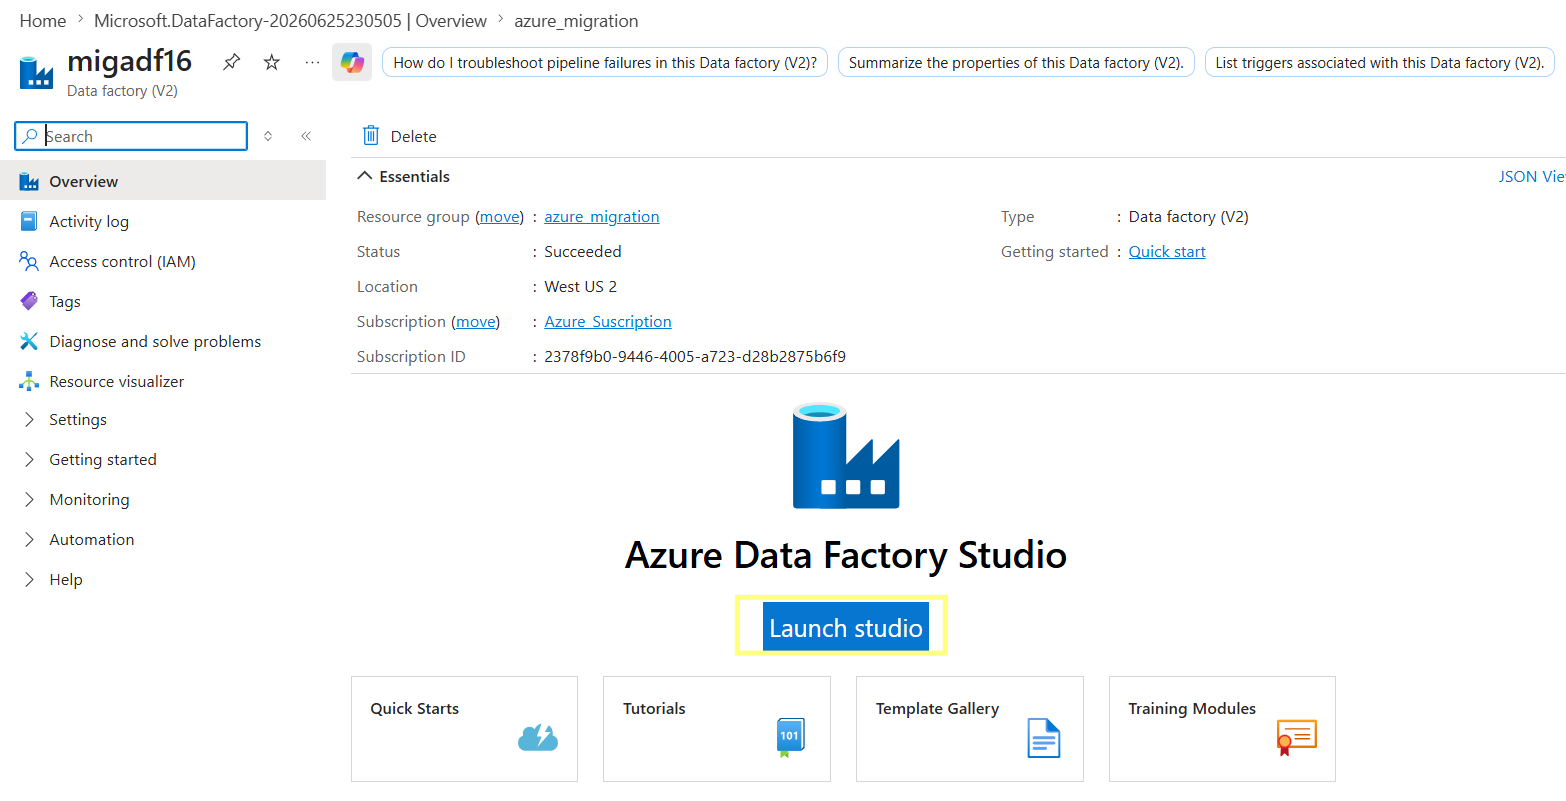 Home > Microsoft.DataFactory-20260625230505 | Overview > azure_migration
migadf16
Data factory (V2)
How do I troubleshoot pipeline failures in this Data factory (V2)?
Summarize the properties of this Data factory (V2).
List triggers associated with this Data factory (V2).
Search
Overview
Activity log
Access control (IAM)
Tags
Diagnose and solve problems
Resource visualizer
Settings
Getting started
Monitoring
Automation
Help
Delete
Essentials
JSON Vie
Resource group (move) : azure_migration
Status : Succeeded
Location : West US 2
Subscription (move) : Azure_Suscription
Subscription ID : 2378f9b0-9446-4005-a723-d28b2875b6f9
Type : Data factory (V2)
Getting started : Quick start
Azure Data Factory Studio
Launch studio
Quick Starts
Tutorials
101
Template Gallery
Training Modules